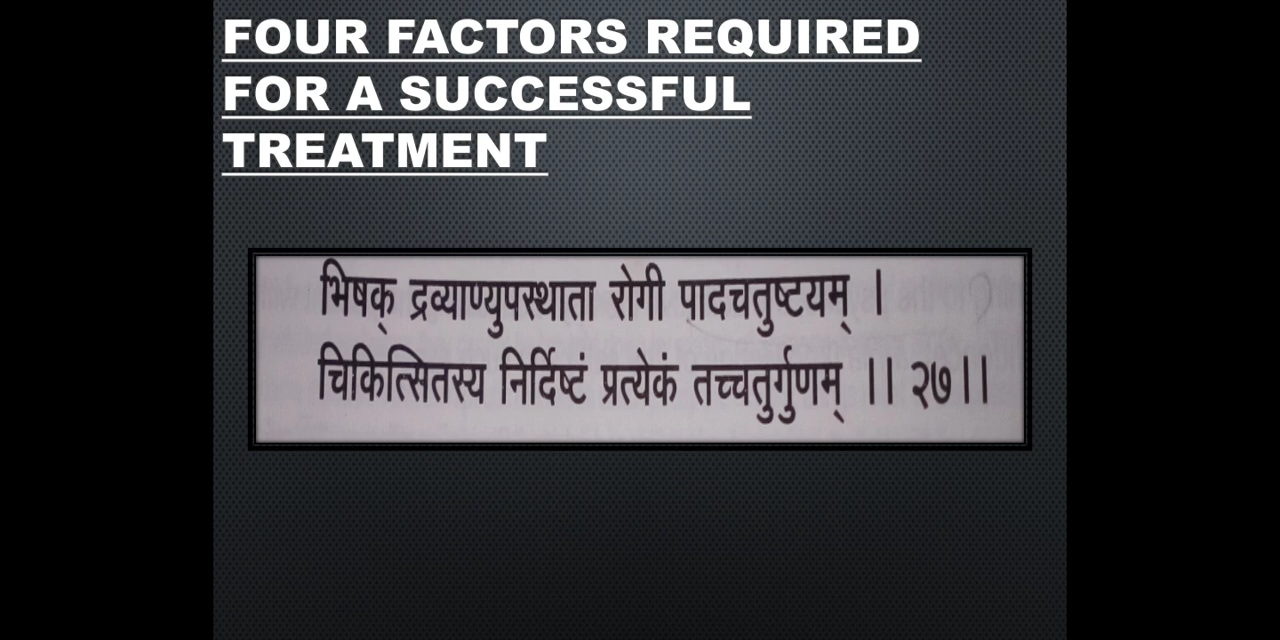 FOUR FACTORS REQUIRED
FOR A SUCCESSFUL
TREATMENT
भिषक् द्रव्याण्युपस्थाता रोगी पादचतुष्टयम् ।
चिकित्सितस्य निर्दिष्टं प्रत्येकं तच्चतुर्गुणम् ।। २७।।